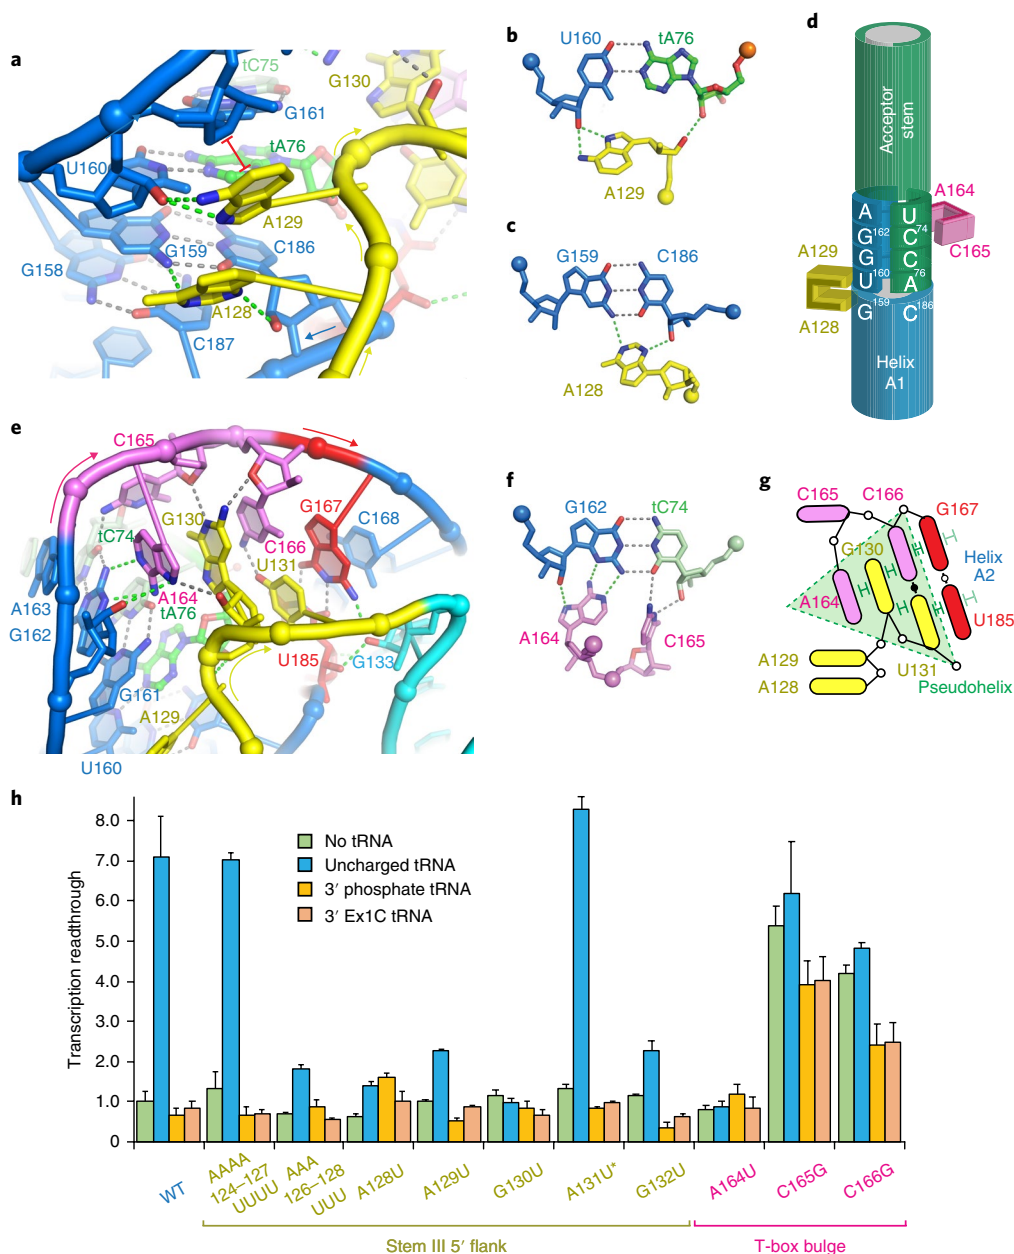 a
tC75
G130
G161
tA76
U160
A129
G159
C186
G158
A128
C187
b
U160
tA76
A129
c
G159
C186
A128
d
Acceptor
stem
A164
C165
A129
A128
A
U
G
162
C
74
G
C
160
76
U
A
159
186
G
C
Helix
A1
e
C165
G130
G167
tC74
C168
C166
U131
A164
A163
tA76
G162
U185
G133
G161
A129
U160
f
G162
tC74
A164
C165
g
C165
C166
G167
G130
Helix
A2
A164
U185
A129
U131
A128
Pseudohelix
h
Transcription readthrough
8.0
7.0
6.0
5.0
4.0
3.0
2.0
1.0
0
No tRNA
Uncharged tRNA
3′ phosphate tRNA
3′ Ex1C tRNA
WT
AAAA
124–127
UUUU
AAA
126–128
UUU
A128U
A129U
G130U
A131U*
G132U
A164U
C165G
C166G
Stem III 5′ flank
T-box bulge